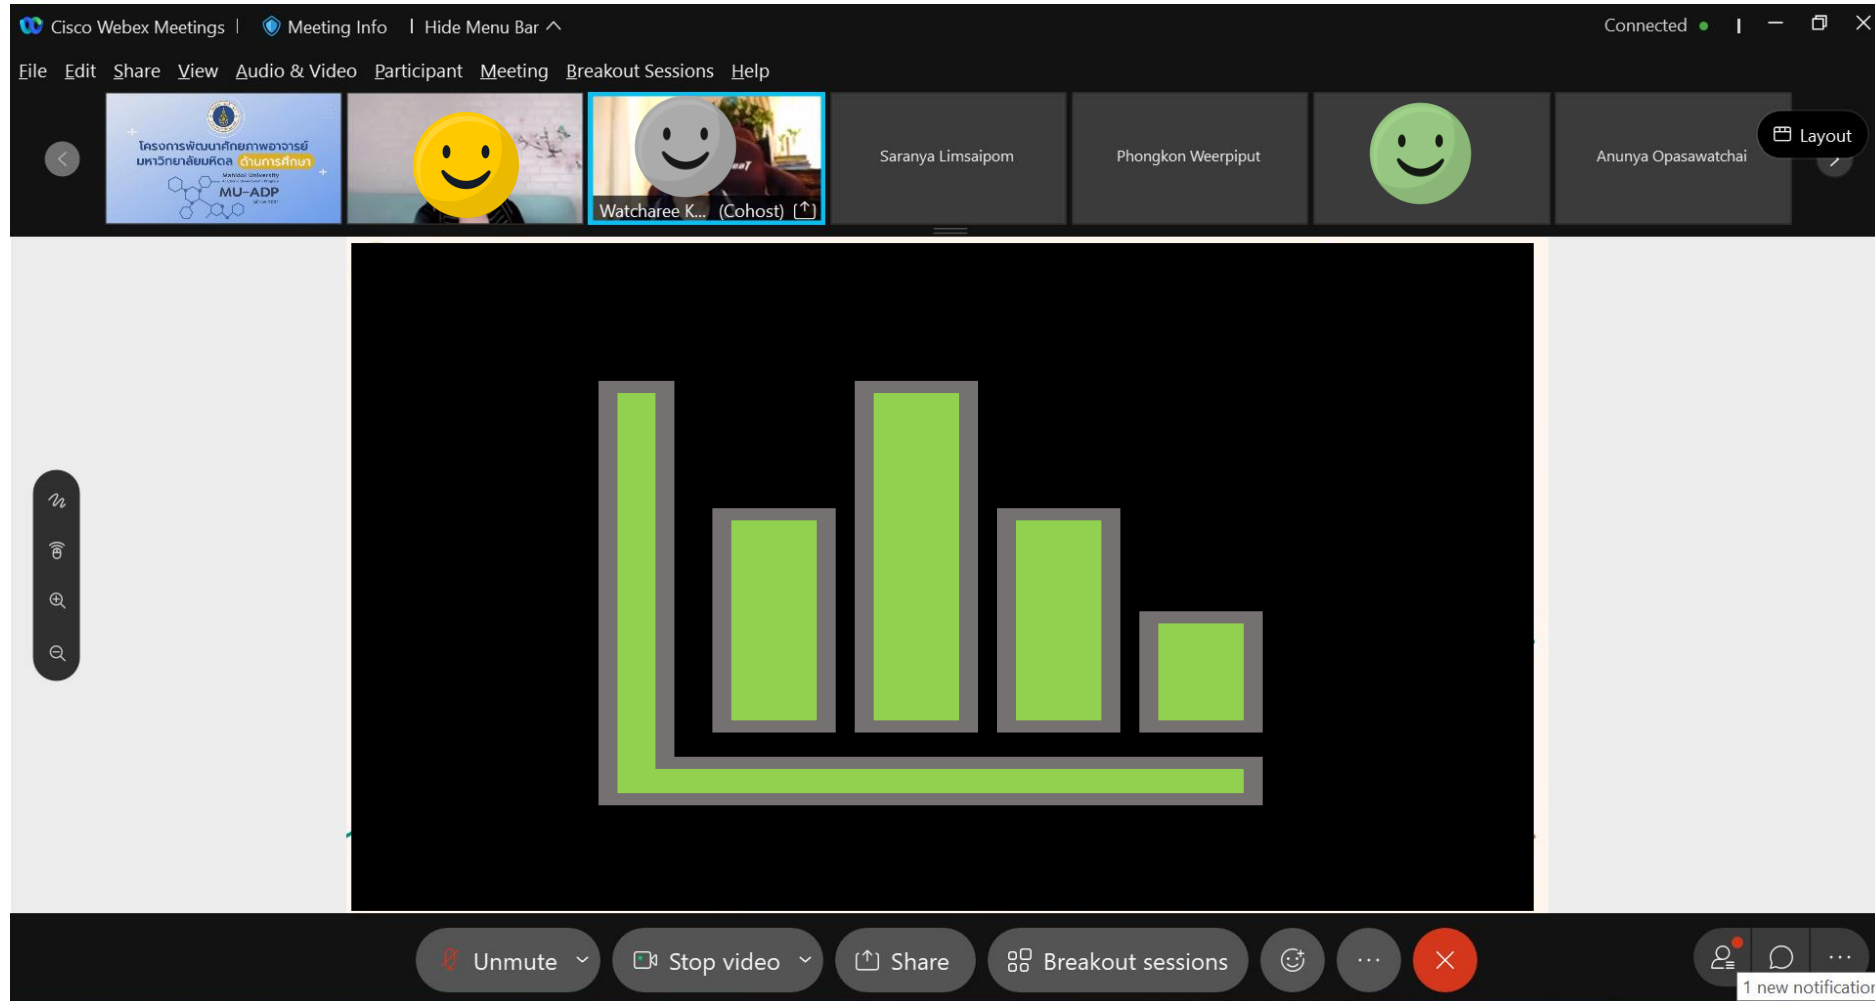 Cisco Webex Meetings | Meeting Info | Hide Menu Bar
Connected
File Edit Share View Audio & Video Participant Meeting Breakout Sessions Help
โครงการพัฒนาศักยภาพอาจารย์
มหาวิทยาลัยมหิดล ด้านการศึกษา
Mahidol University
MU-ADP
Watcharee K... (Cohost)
Saranya Limsaipom
Phongkon Weerpiput
Anunya Opasawatchai
Layout
Unmute
Stop video
Share
Breakout sessions
1 new notification